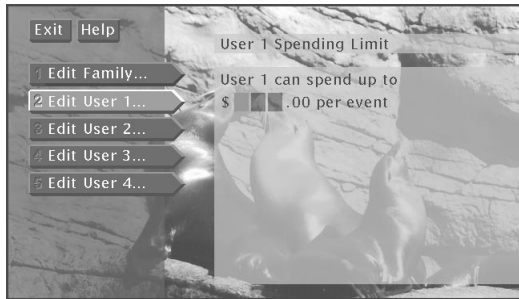 Exit Help
User 1 Spending Limit
1 Edit Family...
User 1 can spend up to
2 Edit User 1...
$ .00 per event
3 Edit User 2...
4 Edit User 3...
5 Edit User 4...